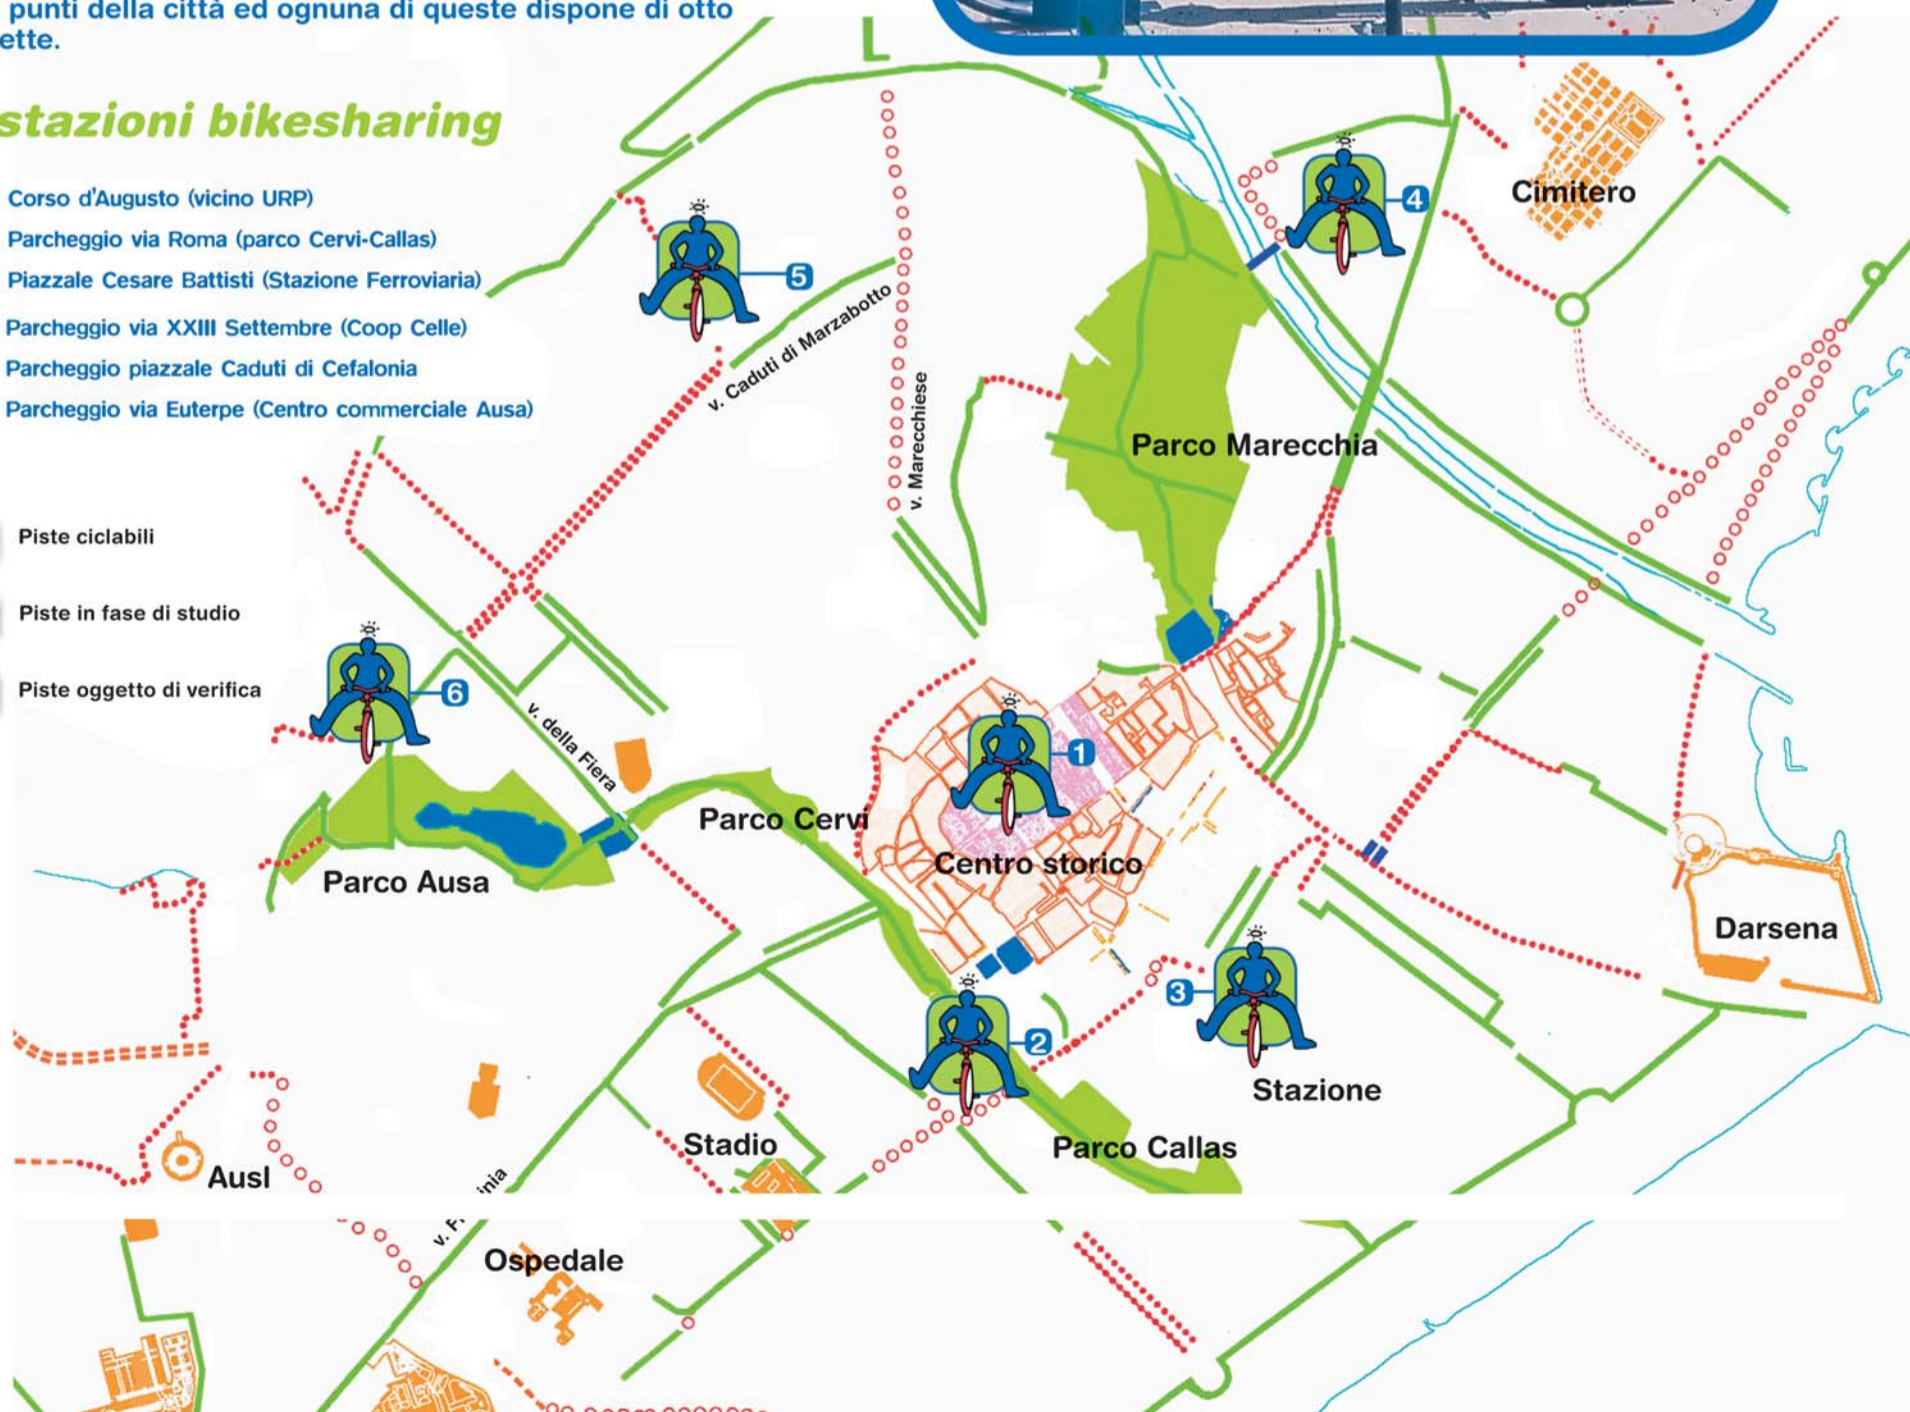 punti della città ed ognuna di queste dispone di otto
ette.
stazioni bikesharing
Corso d'Augusto (vicino URP)
Parcheggio via Roma (parco Cervi-Callas)
Piazzale Cesare Battisti (Stazione Ferroviaria)
Parcheggio via XXIII Settembre (Coop Celle)
Parcheggio piazzale Caduti di Cefalonia
Parcheggio via Euterpe (Centro commerciale Ausa)
Piste ciclabili
Piste in fase di studio
Piste oggetto di verifica
4
Cimitero
5
v. Caduti di Marzabotto
v. Marecchiese
Parco Marecchia
6
v. della Fiera
1
Parco Cervi
Centro storico
Parco Ausa
Darsena
3
2
Stazione
Stadio
Parco Callas
Ausl
v. F
inia
Ospedale